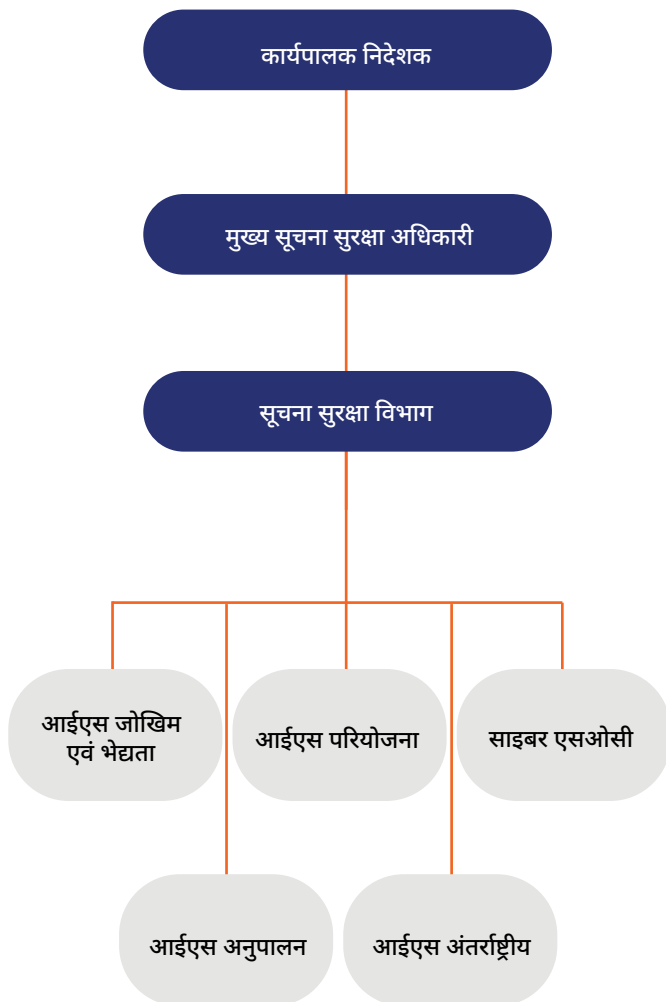 कार्यपालक निदेशक
मुख्य सूचना सुरक्षा अधिकारी
सूचना सुरक्षा विभाग
आईएस जोखिम
एवं भेद्यता
आईएस परियोजना
साइबर एसओसी
आईएस अनुपालन
आईएस अंतर्राष्ट्रीय